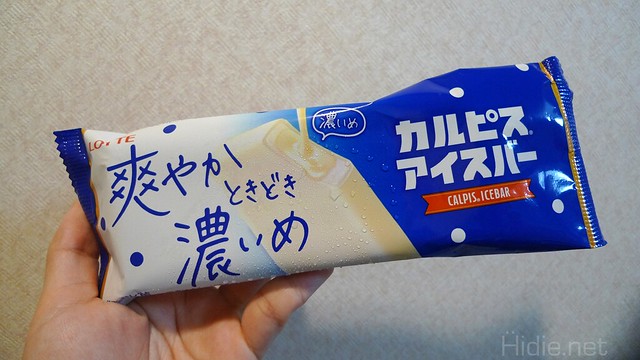 LOTTE
爽やか
ときどき
濃いめ
濃いめ
カルピス®
アイスバー
CALPIS® ICEBAR
Hidie.net